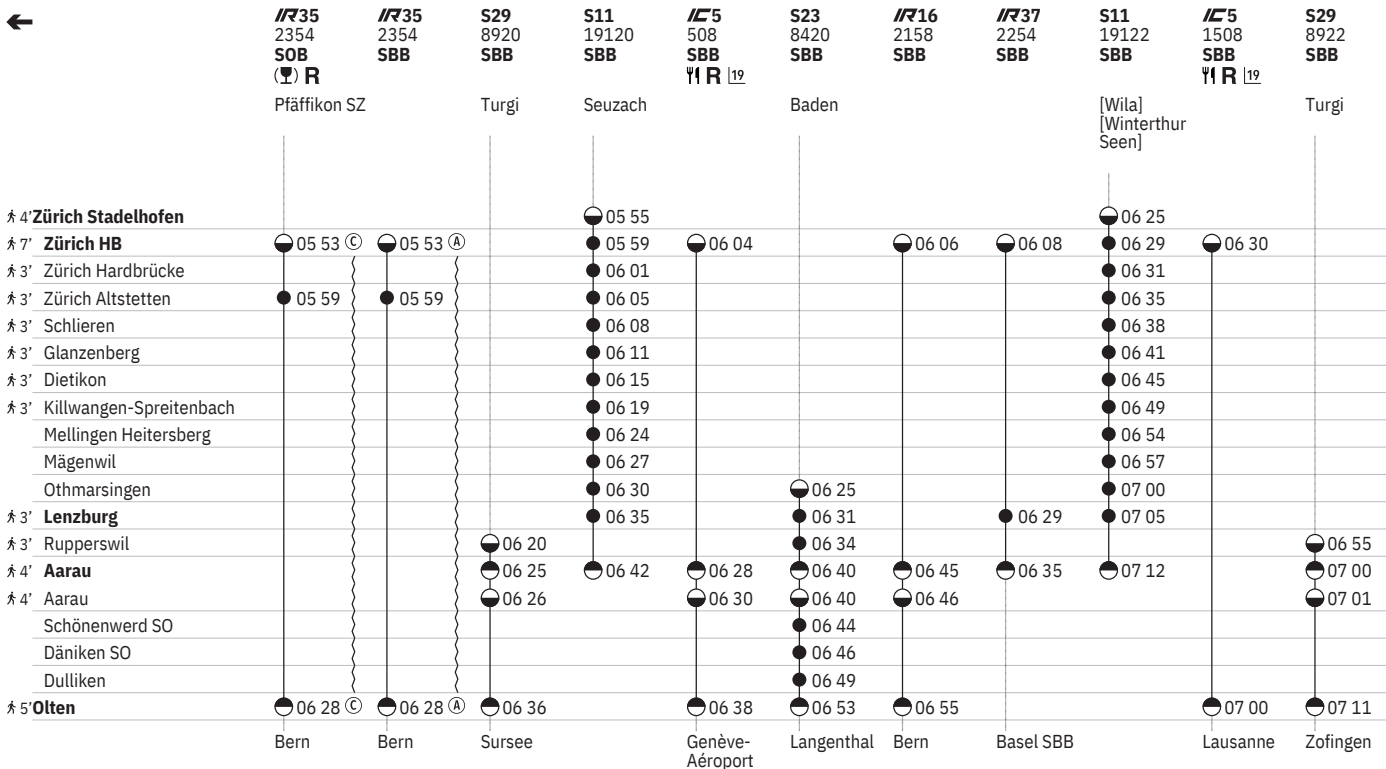 IR35 IR35 S29 S11 IC5 S23 IR16 IR37 S11 IC5 S29
2354 2354 8920 19120 508 8420 2158 2254 19122 1508 8922
SOB SBB SBB SBB SBB SBB SBB SBB SBB SBB SBB
R R 19 R 19
Pfäffikon SZ Turgi Seuzach Baden [Wila] Turgi
[Winterthur
Seen]
4’ Zürich Stadelhofen 05 55 06 25
7’ Zürich HB 05 53 Ⓒ 05 53 Ⓐ 05 59 06 04 06 06 06 08 06 29 06 30
3’ Zürich Hardbrücke 06 01 06 31
3’ Zürich Altstetten 05 59 05 59 06 05 06 35
3’ Schlieren 06 08 06 38
3’ Glanzenberg 06 11 06 41
3’ Dietikon 06 15 06 45
3’ Killwangen-Spreitenbach 06 19 06 49
Mellingen Heitersberg 06 24 06 54
Mägenwil 06 27 06 57
Othmarsingen 06 30 06 25 07 00
3’ Lenzburg 06 35 06 31 06 29 07 05
3’ Rupperswil 06 20 06 34 06 55
4’ Aarau 06 25 06 42 06 28 06 40 06 45 06 35 07 12 07 00
4’ Aarau 06 26 06 30 06 40 06 46 07 01
Schönenwerd SO 06 44
Däniken SO 06 46
Dulliken 06 49
5’ Olten 06 28 Ⓒ 06 28 Ⓐ 06 36 06 38 06 53 06 55 07 00 07 11
Bern Bern Sursee Genève- Langenthal Bern Basel SBB Lausanne Zofingen
Aéroport